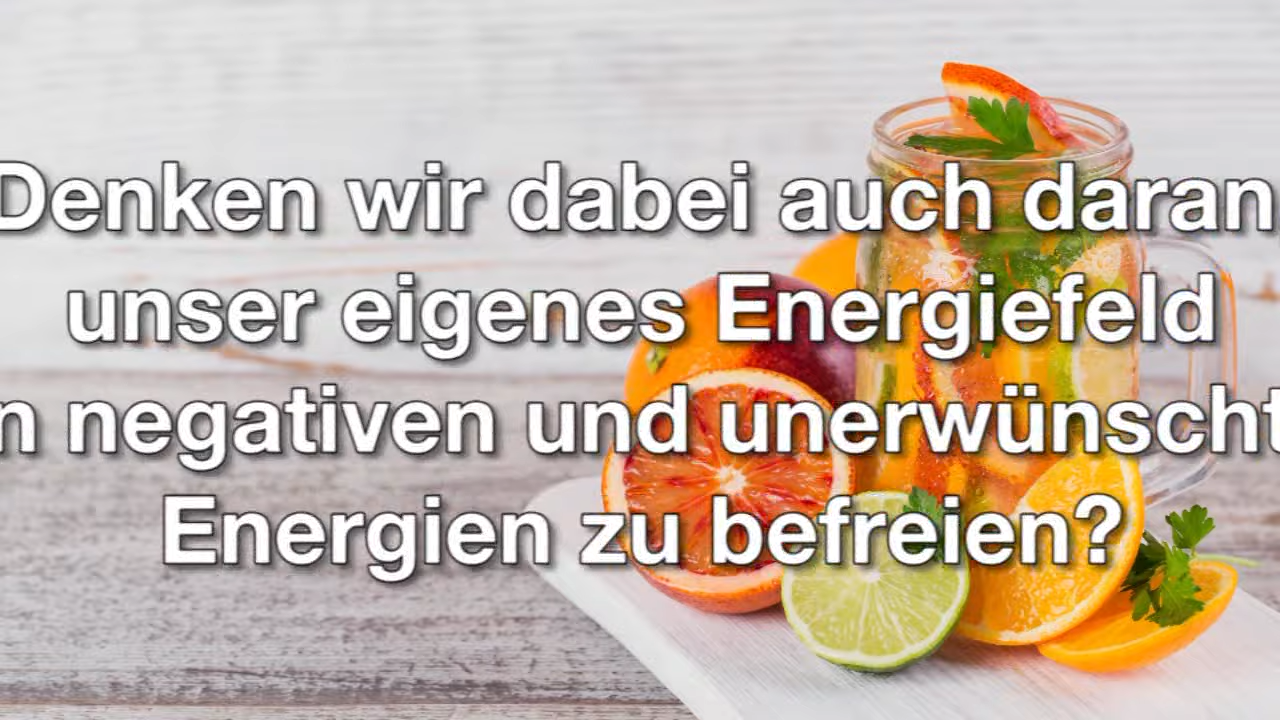 Denken wir dabei auch daran
unser eigenes Energiefeld
n negativen und unerwünscht
Energien zu befreien?